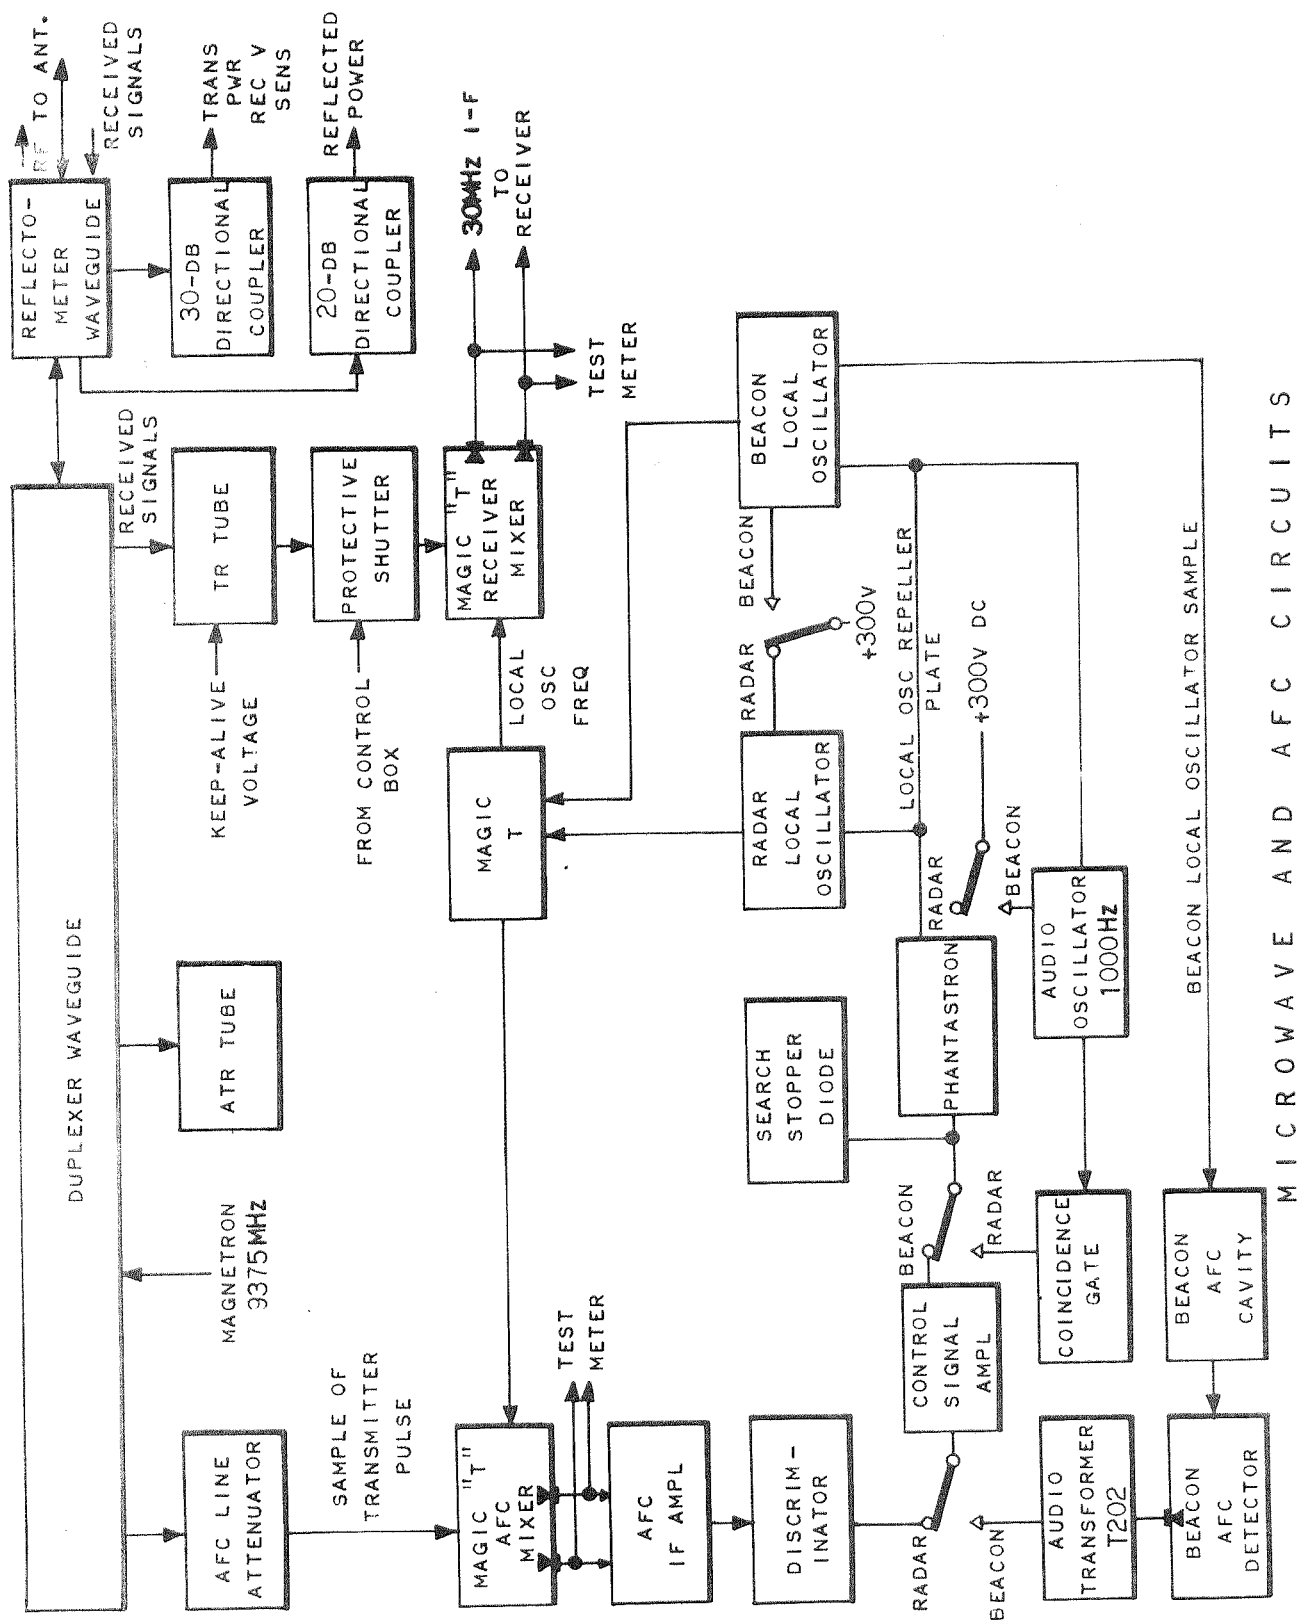 RF TO ANT.
RECEIVED
SIGNALS
REFLECTO-
METER
WAVEGUIDE
TRANS
PWR
REC V
SENS
30-DB
DIRECTIONAL
COUPLER
REFLECTED
POWER
20-DB
DIRECTIONAL
COUPLER
DUPLEXER WAVEGUIDE
RECEIVED
SIGNALS
TR TUBE
KEEP-ALIVE
VOLTAGE
PROTECTIVE
SHUTTER
FROM CONTROL
BOX
MAGIC "T"
RECEIVER
MIXER
30MHZ I-F
TO
RECEIVER
TEST
METER
LOCAL
OSC
FREQ
MAGIC
T
ATR TUBE
MAGNETRON
9375MHz
AFC LINE
ATTENUATOR
SAMPLE OF
TRANSMITTER
PULSE
MAGIC "T"
AFC
MIXER
TEST
METER
AFC
IF AMPL
DISCRIM-
INATOR
RADAR
BEACON
CONTROL
SIGNAL
AMPL
BEACON
RADAR
SEARCH
STOPPER
DIODE
PHANTASTRON
RADAR
BEACON
+300V DC
RADAR
LOCAL
OSCILLATOR
RADAR
BEACON
+300V
BEACON
LOCAL
OSCILLATOR
LOCAL OSC REPELLER
PLATE
AUDIO
OSCILLATOR
1000Hz
COINCIDENCE
GATE
AUDIO
TRANSFORMER
T202
BEACON
AFC
DETECTOR
BEACON
AFC
CAVITY
BEACON LOCAL OSCILLATOR SAMPLE
MICROWAVE AND AFC CIRCUITS